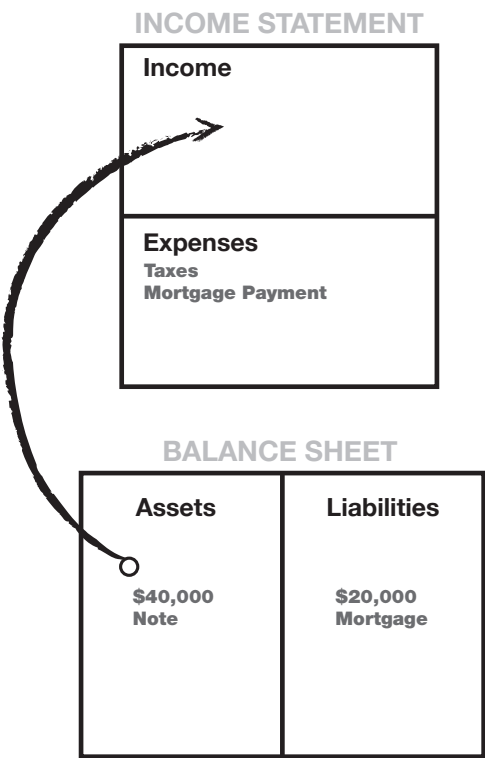 INCOME STATEMENT
Income
Expenses
Taxes
Mortgage Payment
BALANCE SHEET
Assets
$40,000
Note
Liabilities
$20,000
Mortgage